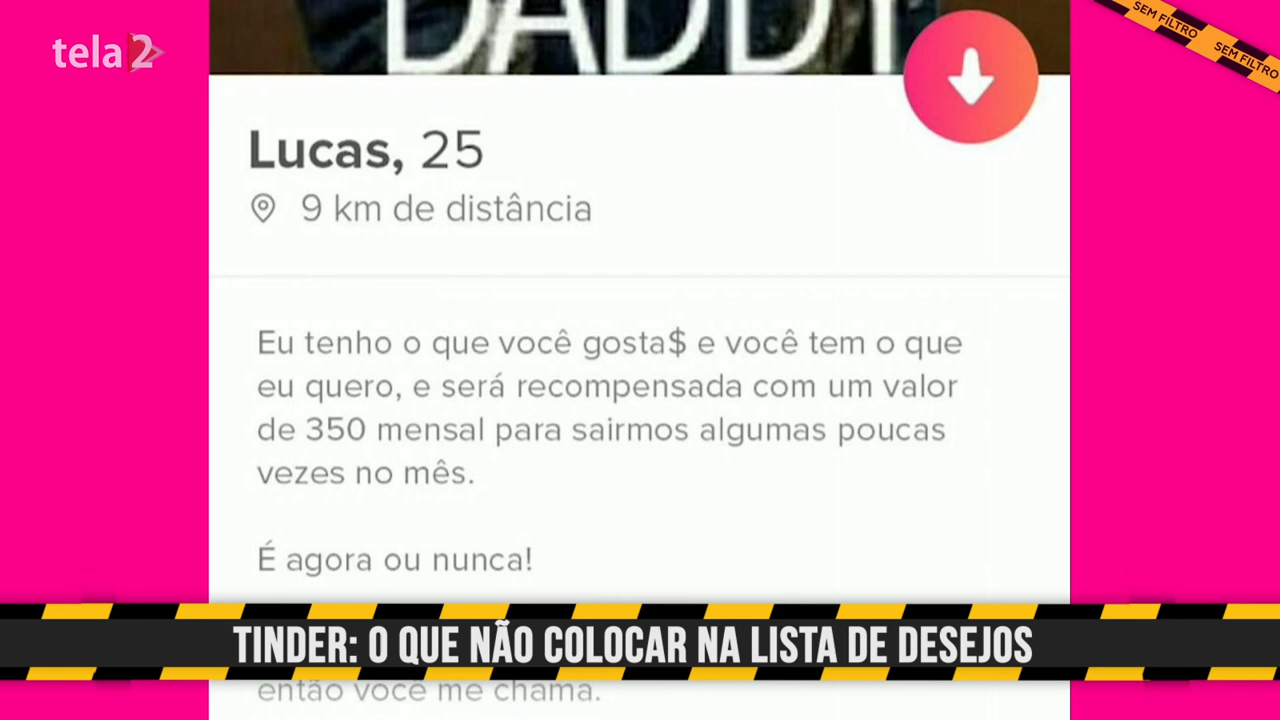 tela 2
SEM FILTRO
SEM FILTRO
DADDY
Lucas, 25
9 km de distância
Eu tenho o que você gosta$ e você tem o que
eu quero, e será recompensada com um valor
de 350 mensal para sairmos algumas poucas
vezes no mês.
É agora ou nunca!
TINDER: O QUE NÃO COLOCAR NA LISTA DE DESEJOS
então você me chama.